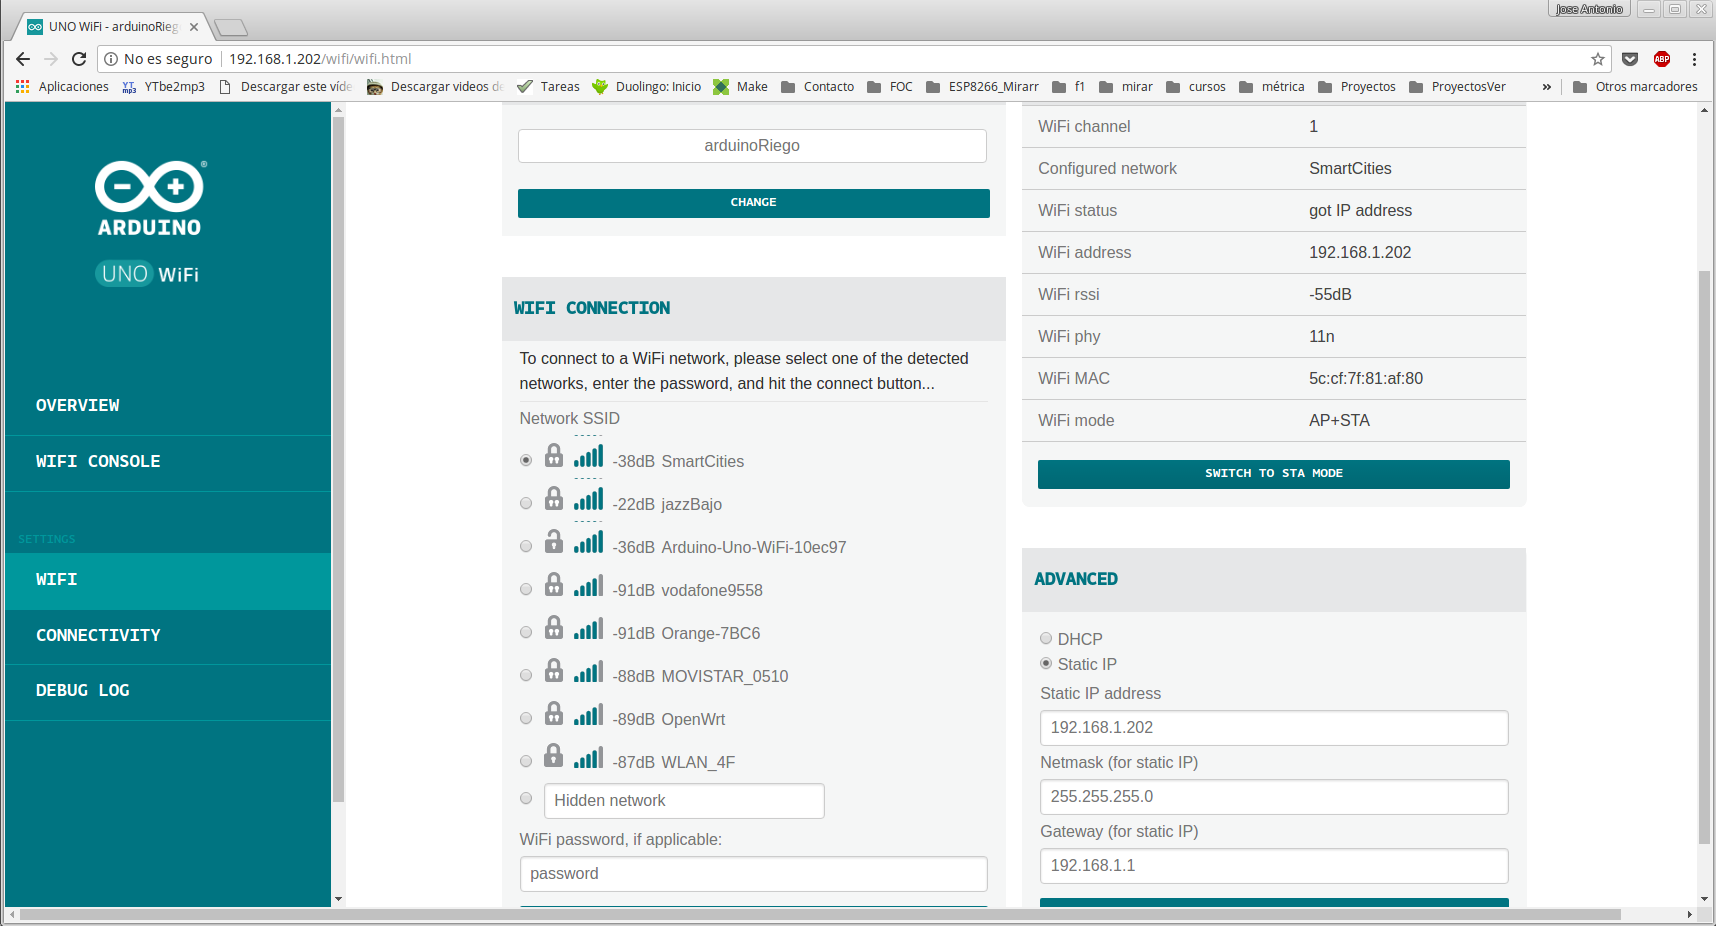 Jose Antonio
UNO WiFi - arduinoRieg
No es seguro
192.168.1.202/wifi/wifi.html
ABP
Aplicaciones
YTbe2mp3
Descargar este víde
Descargar videos de
Tareas
Duolingo: Inicio
Make
Contacto
FOC
ESP8266_Mirarr
f1
mirar
cursos
métrica
Proyectos
ProyectosVer
»
Otros marcadores
ARDUINO
UNO WiFi
OVERVIEW
WIFI CONSOLE
SETTINGS
WIFI
CONNECTIVITY
DEBUG LOG
arduinoRiego
CHANGE
WIFI CONNECTION
To connect to a WiFi network, please select one of the detected
networks, enter the password, and hit the connect button...
Network SSID
-38dB SmartCities
-22dB jazzBajo
-36dB Arduino-Uno-WiFi-10ec97
-91dB vodafone9558
-91dB Orange-7BC6
-88dB MOVISTAR_0510
-89dB OpenWrt
-87dB WLAN_4F
Hidden network
WiFi password, if applicable:
password
WiFi channel 1
Configured network SmartCities
WiFi status got IP address
WiFi address 192.168.1.202
WiFi rssi -55dB
WiFi phy 11n
WiFi MAC 5c:cf:7f:81:af:80
WiFi mode AP+STA
SWITCH TO STA MODE
ADVANCED
DHCP
Static IP
Static IP address
192.168.1.202
Netmask (for static IP)
255.255.255.0
Gateway (for static IP)
192.168.1.1